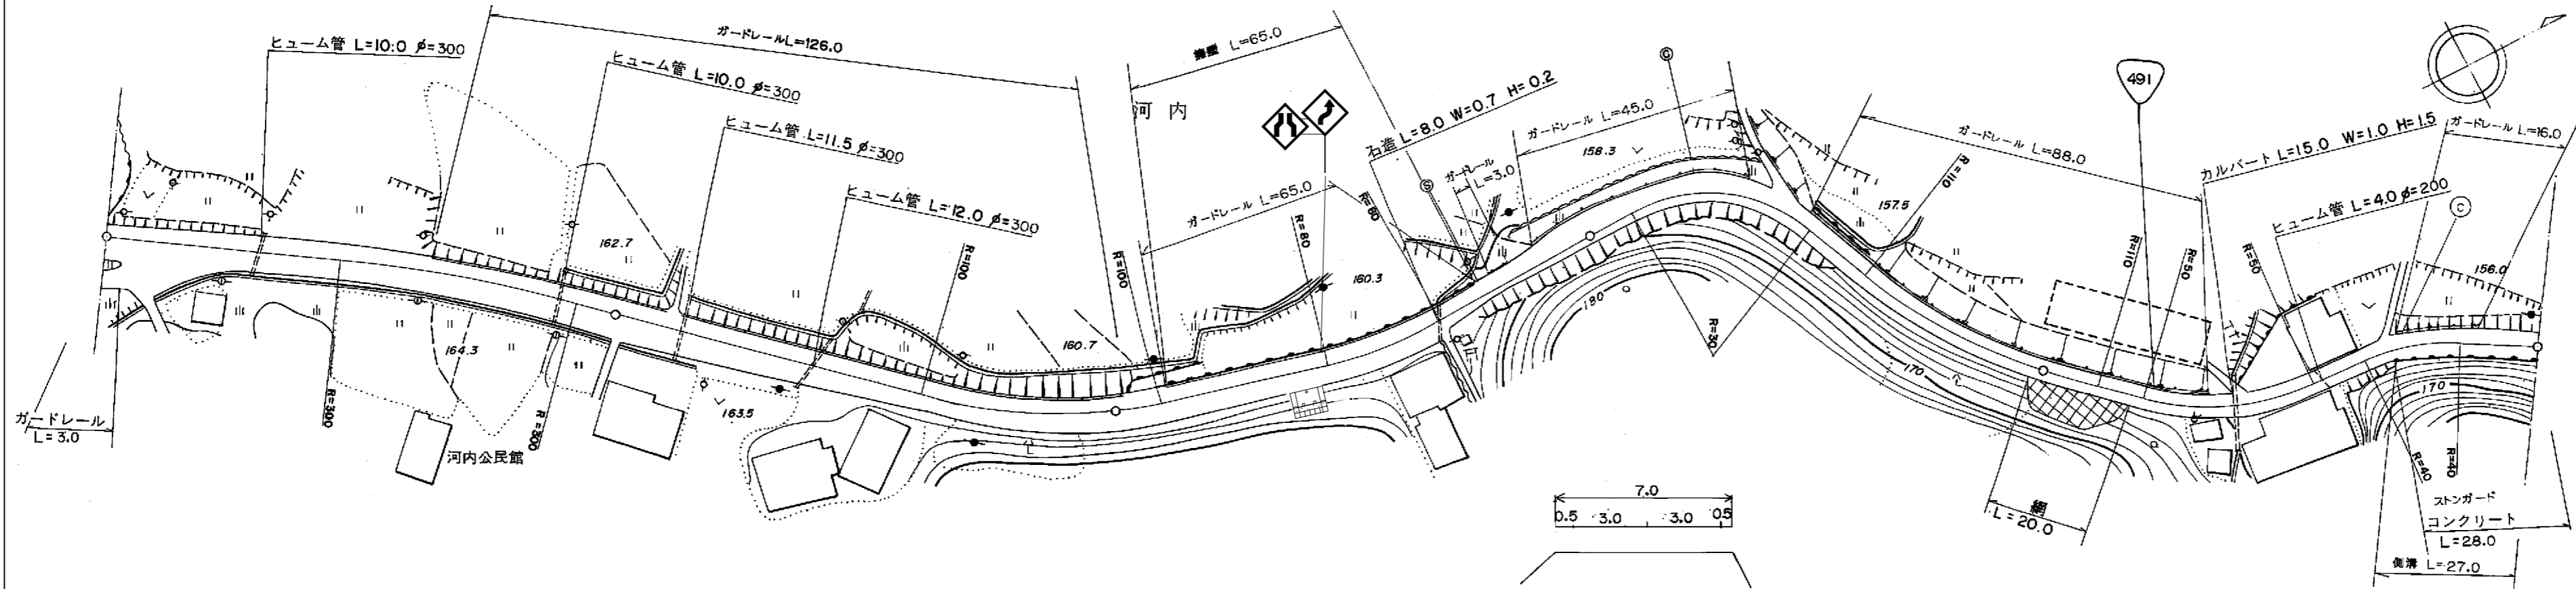 ヒューム管 L=10.0 φ=300
ガードレールL=126.0
ヒューム管 L=10.0 φ=300
ヒューム管 L=11.5 φ=300
ヒューム管 L=12.0 φ=300
擁壁 L=65.0
河内
石造 L=8.0 W=0.7 H=0.2
ガードレール L=65.0
ガードレール
L=3.0
ガードレール L=45.0
C
S
158.3
491
ガードレール L=88.0
カルバート L=15.0 W=1.0 H=1.5
ガードレール L=16.0
ヒューム管 L=4.0 φ=200
C
R=110
157.5
156.0
162.7
164.3
163.5
160.7
160.3
R=300
R=300
R=100
R=100
R=80
R=80
R=30
R=110
R=50
R=50
R=40
R=40
180
170
170
ガードレール
L=3.0
河内公民館
7.0
0.5 3.0 3.0 0.5
網
L=20.0
ストンガード
コンクリート
L=28.0
側溝 L=27.0